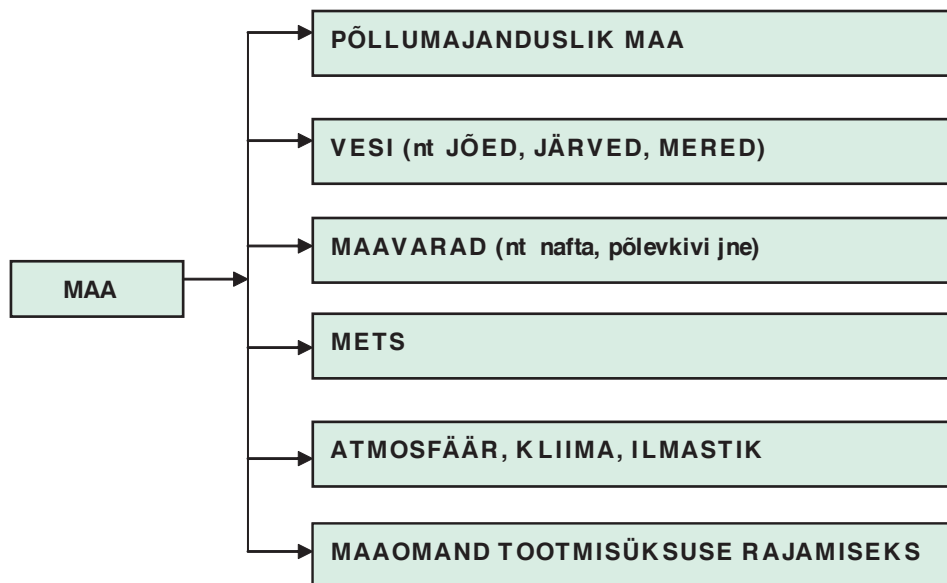 PÕLLUMAJANDUSLIK MAA
VESI (nt JÕED, JÄRVED, MERED)
MAAVARAD (nt nafta, põlevkivi jne)
MAA
METS
ATMOSFÄÄR, KLIIMA, ILMASTIK
MAAOMAND TOOTMISÜKSUSE RAJAMISEKS